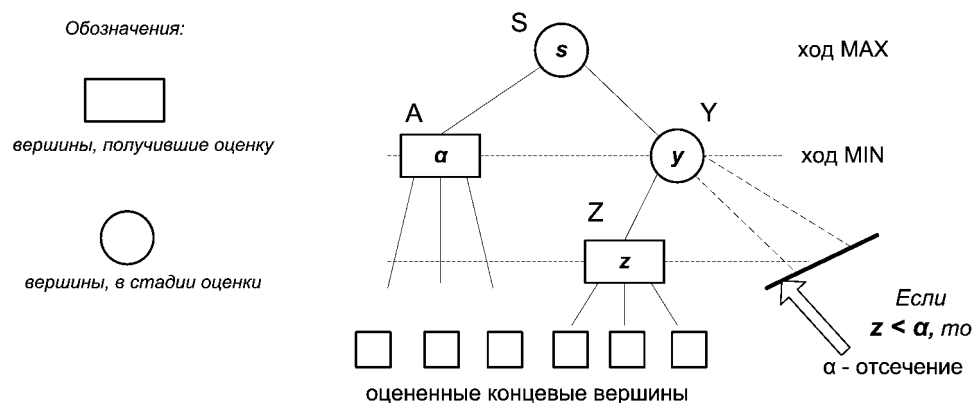 Обозначения:
вершины, получившие оценку
вершины, в стадии оценки
S
s
ход MAX
A
α
Y
y
ход MIN
Z
z
Если
z < α, то
α - отсечение
оцененные концевые вершины